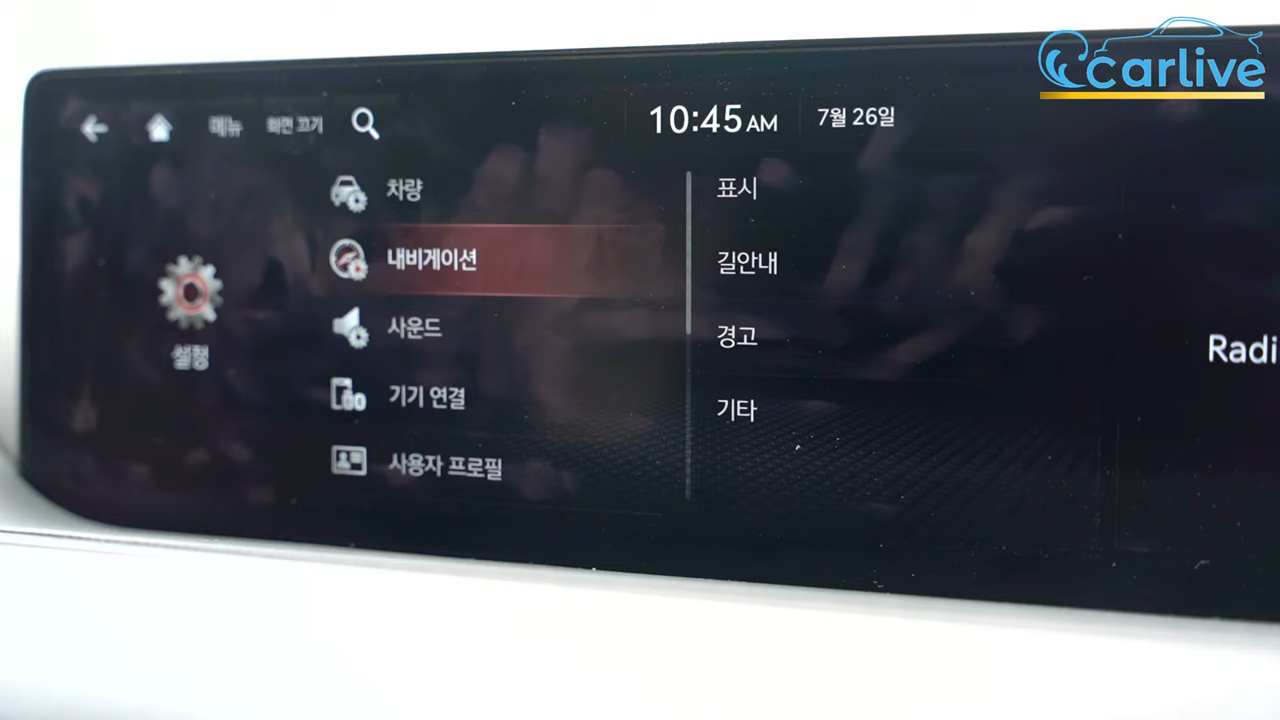 carlive
메뉴 화면 끄기 10:45 AM 7월 26일
차량
내비게이션
사운드
기기 연결
사용자 프로필
설정
표시
길안내
경고
기타
Radi